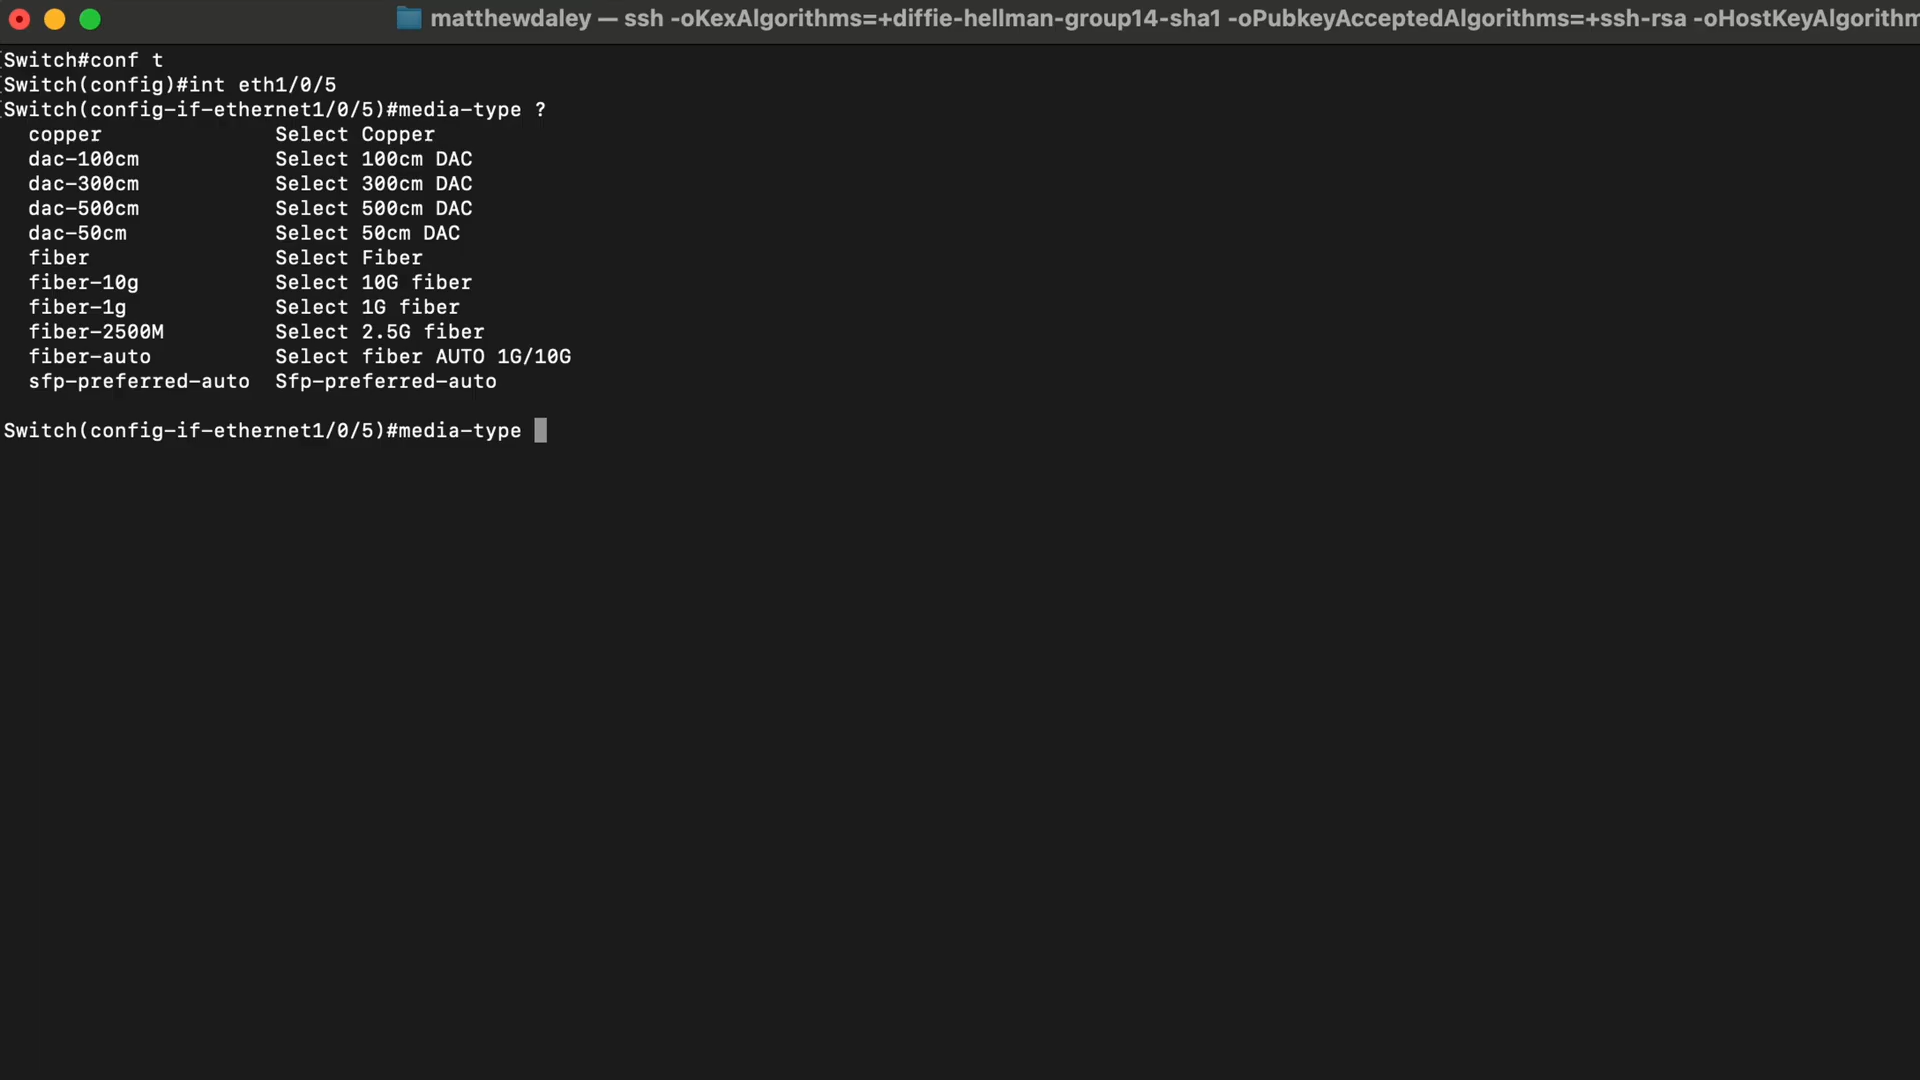 matthewdaley — ssh -oKexAlgorithms=+diffie-hellman-group14-sha1 -oPubkeyAcceptedAlgorithms=+ssh-rsa -oHostKeyAlgorithm
Switch#conf t
Switch(config)#int eth1/0/5
Switch(config-if-ethernet1/0/5)#media-type ?
copper Select Copper
dac-100cm Select 100cm DAC
dac-300cm Select 300cm DAC
dac-500cm Select 500cm DAC
dac-50cm Select 50cm DAC
fiber Select Fiber
fiber-10g Select 10G fiber
fiber-1g Select 1G fiber
fiber-2500M Select 2.5G fiber
fiber-auto Select fiber AUTO 1G/10G
sfp-preferred-auto Sfp-preferred-auto
Switch(config-if-ethernet1/0/5)#media-type